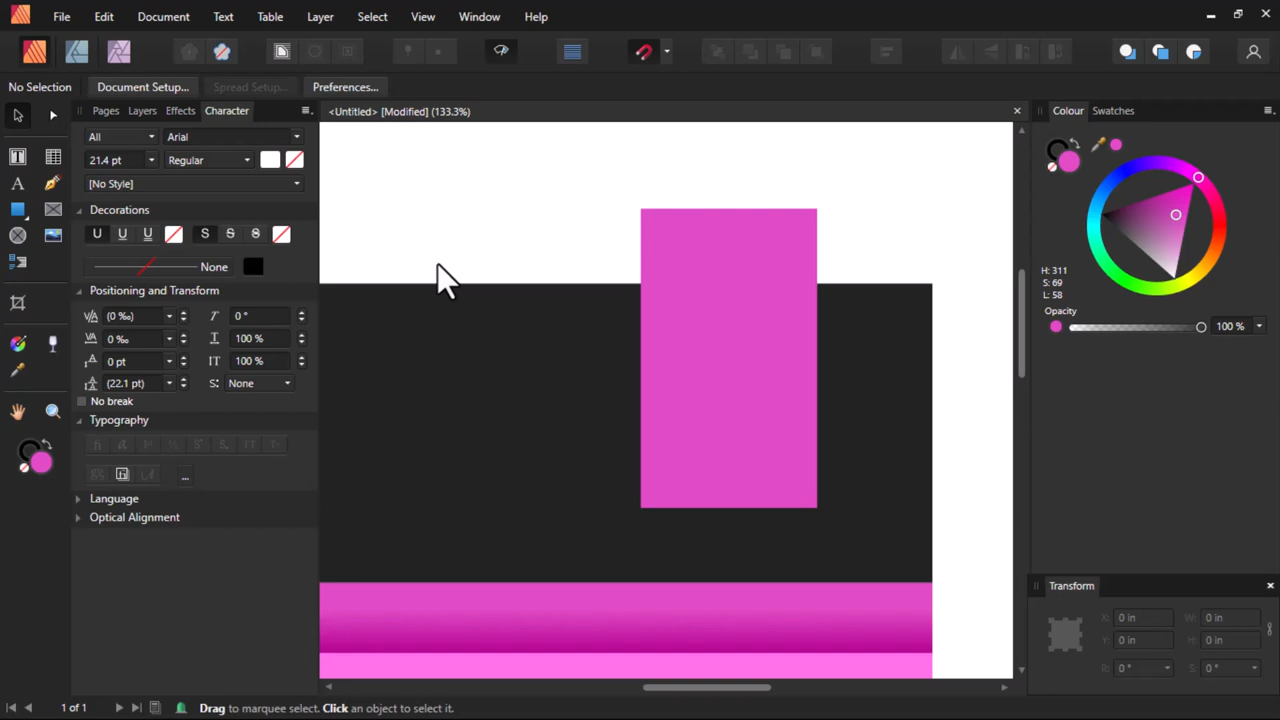 File Edit Document Text Table Layer Select View Window Help
No Selection Document Setup... Spread Setup... Preferences...
Pages Layers Effects Character
<Untitled> [Modified] (133.3%)
Colour Swatches
All Arial
21.4 pt Regular
[No Style]
Decorations
U U U S S S
None
Positioning and Transform
(0 ‰) 0 °
0 ‰ 100 %
0 pt 100 %
(22.1 pt) None
No break
Typography
...
Language
Optical Alignment
H: 311
S: 69
L: 58
Opacity
100 %
Transform
X: 0 in W: 0 in
Y: 0 in H: 0 in
R: 0 ° S: 0 °
1 of 1 Drag to marquee select. Click an object to select it.